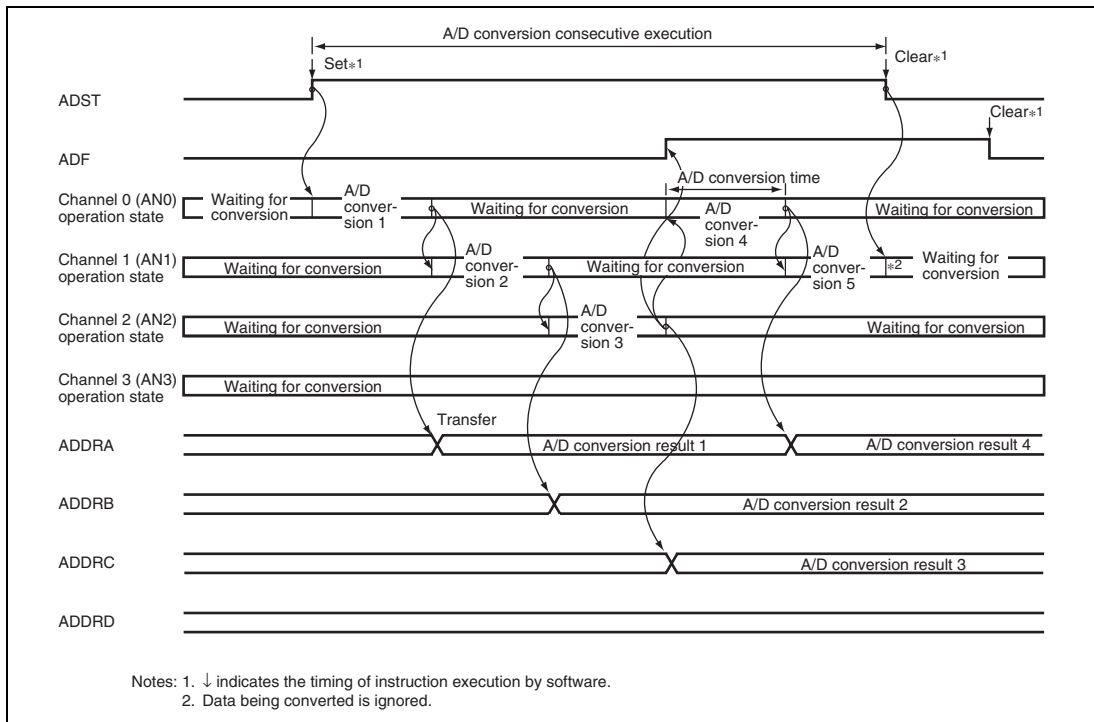 A/D conversion consecutive execution
Set*1
Clear*1
ADST
Clear*1
ADF
A/D conversion time
Channel 0 (AN0)
operation state
Waiting for
conversion
A/D
conver-
sion 1
Waiting for conversion
A/D
conver-
sion 4
Waiting for conversion
Channel 1 (AN1)
operation state
Waiting for conversion
A/D
conver-
sion 2
Waiting for conversion
A/D
conver-
sion 5
*2
Waiting for
conversion
Channel 2 (AN2)
operation state
Waiting for conversion
A/D
conver-
sion 3
Waiting for conversion
Channel 3 (AN3)
operation state
Waiting for conversion
Transfer
ADDRA
A/D conversion result 1
A/D conversion result 4
ADDRB
A/D conversion result 2
ADDRC
A/D conversion result 3
ADDRD
Notes: 1. ↓ indicates the timing of instruction execution by software.
2. Data being converted is ignored.